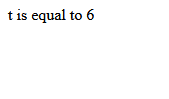 t is equal to 6